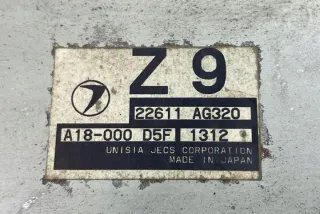 Z 9
22611 AG320
A18-000 D5F 1312
UNISIA JECS CORPORATION
MADE IN JAPAN